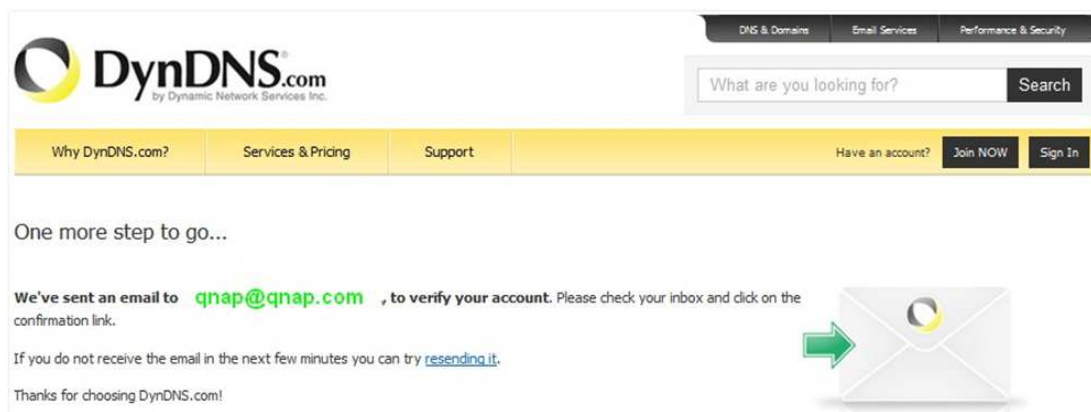 DNS & Domains Email Services Performance & Security
DynDNS.com
by Dynamic Network Services Inc.
What are you looking for? Search
Why DynDNS.com? Services & Pricing Support Have an account? Join NOW Sign In
One more step to go...
We've sent an email to qnap@qnap.com , to verify your account. Please check your inbox and click on the
confirmation link.
If you do not receive the email in the next few minutes you can try resending it.
Thanks for choosing DynDNS.com!